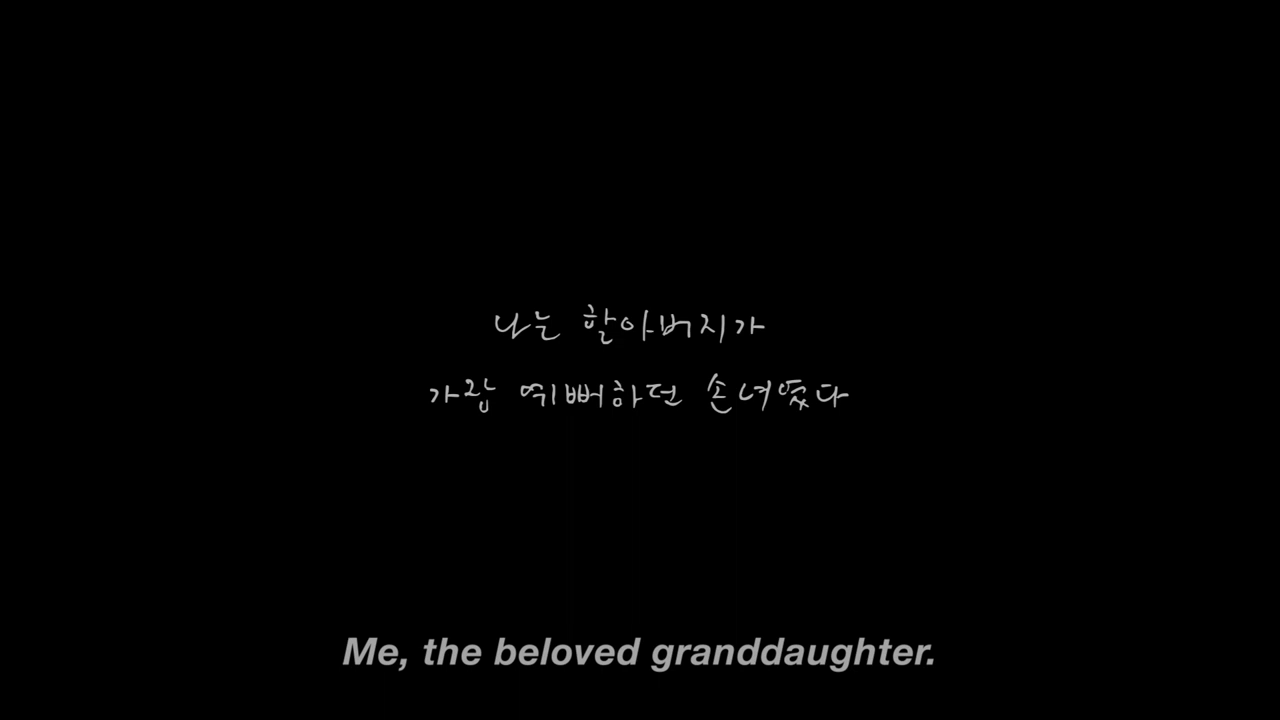 나는 할아버지가
가장 예뻐하던 손녀였다
Me, the beloved granddaughter.